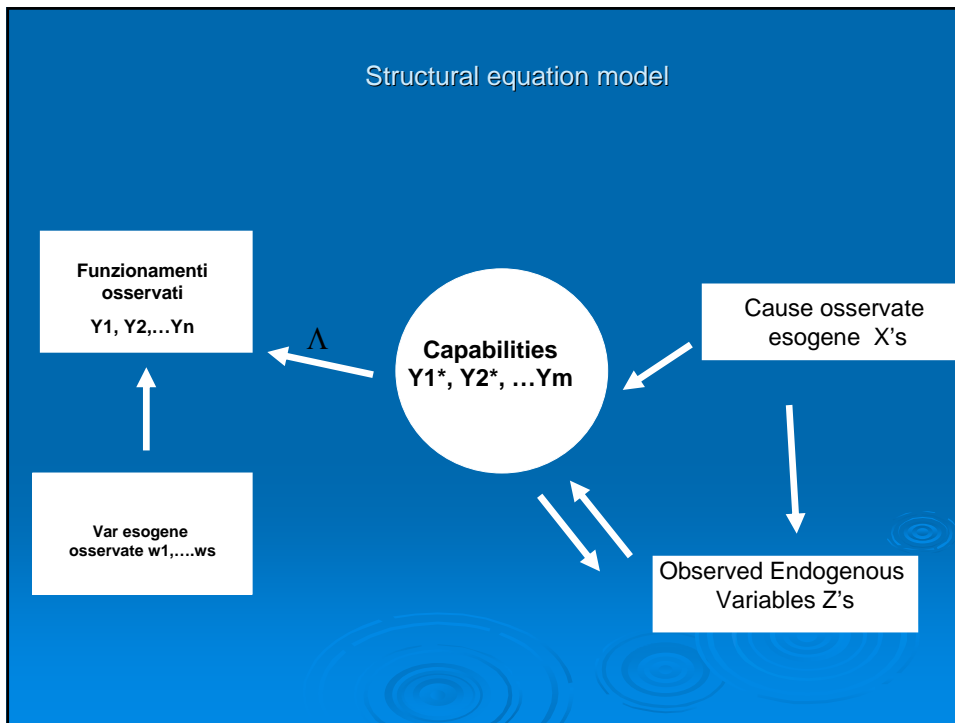 Structural equation model
Funzionamenti
osservati
Y1, Y2,…Yn
Λ
Capabilities
Y1*, Y2*, …Ym
Cause osservate
esogene X's
Var esogene
osservate w1,….ws
Observed Endogenous
Variables Z's